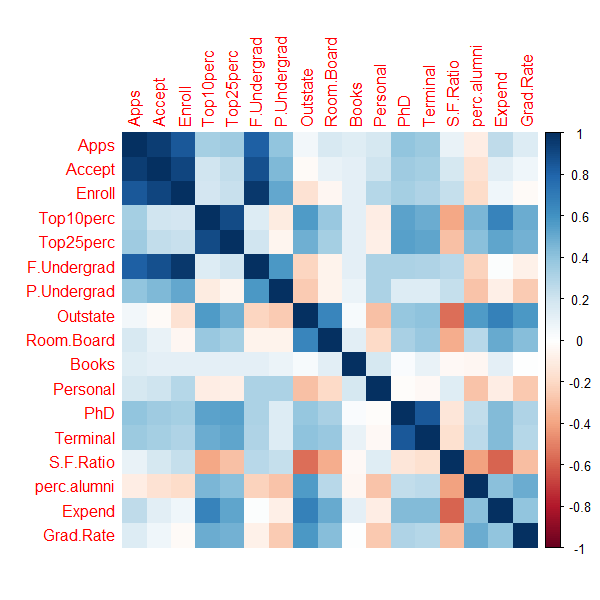 Apps
Accept
Enroll
Top10perc
Top25perc
F.Undergrad
P.Undergrad
Outstate
Room.Board
Books
Personal
PhD
Terminal
S.F.Ratio
perc.alumni
Expend
Grad.Rate
Apps
Accept
Enroll
Top10perc
Top25perc
F.Undergrad
P.Undergrad
Outstate
Room.Board
Books
Personal
PhD
Terminal
S.F.Ratio
perc.alumni
Expend
Grad.Rate
1
0.8
0.6
0.4
0.2
0
-0.2
-0.4
-0.6
-0.8
-1